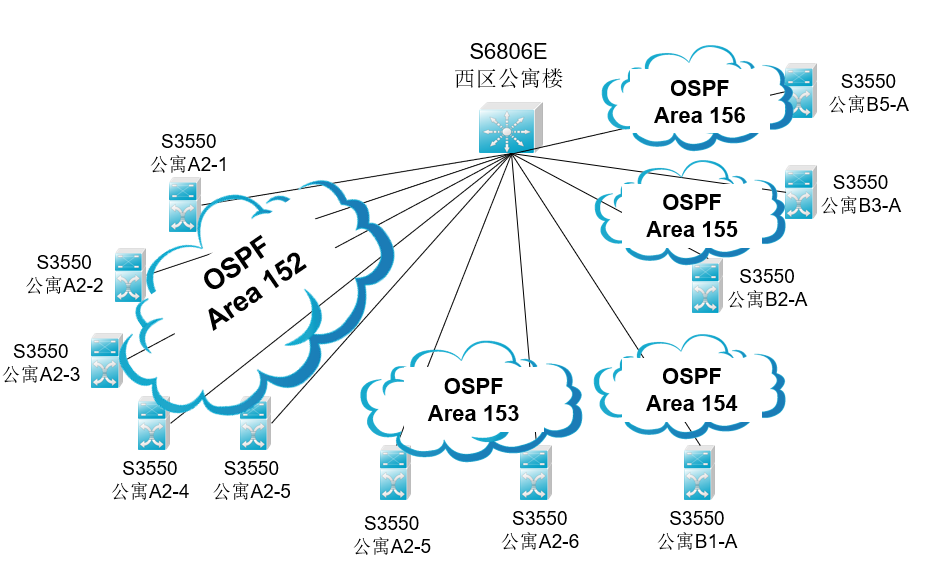 S6806E
西区公寓楼
OSPF
Area 156
S3550
公寓B5-A
S3550
公寓A2-1
OSPF
Area 155
S3550
公寓B3-A
OSPF
Area 152
S3550
公寓A2-2
S3550
公寓B2-A
S3550
公寓A2-3
OSPF
Area 153
OSPF
Area 154
S3550
公寓A2-4
S3550
公寓A2-5
S3550
公寓A2-5
S3550
公寓A2-6
S3550
公寓B1-A